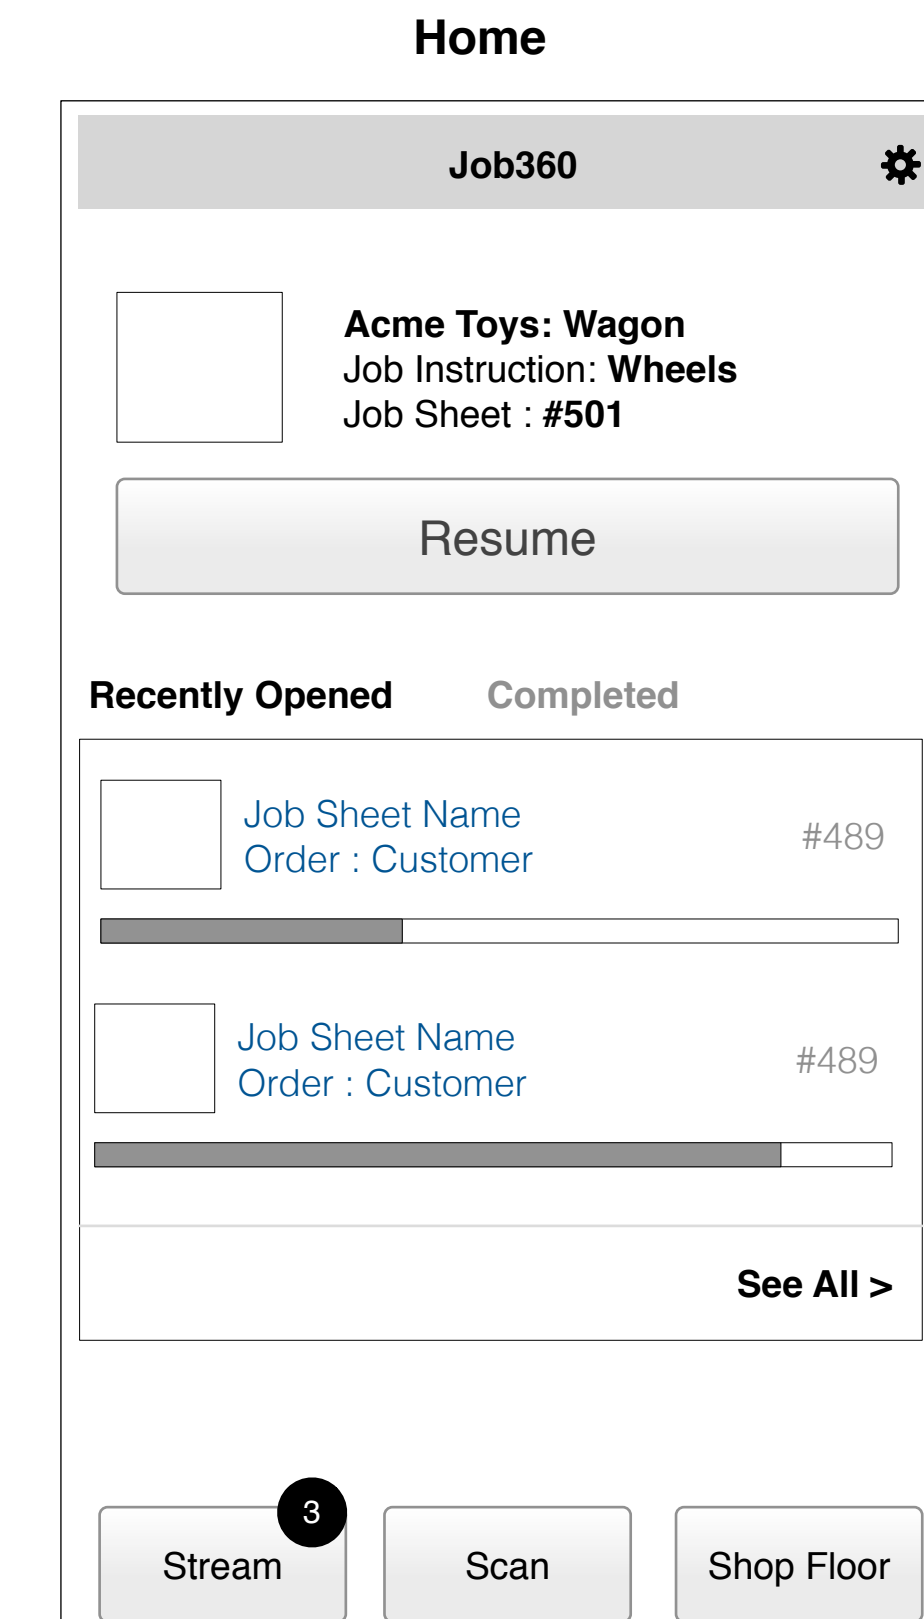 Home
Job360
Acme Toys: Wagon
Job Instruction: Wheels
Job Sheet : #501
Resume
Recently Opened
Completed
Job Sheet Name
Order : Customer
#489
Job Sheet Name
Order : Customer
#489
See All >
3
Stream
Scan
Shop Floor